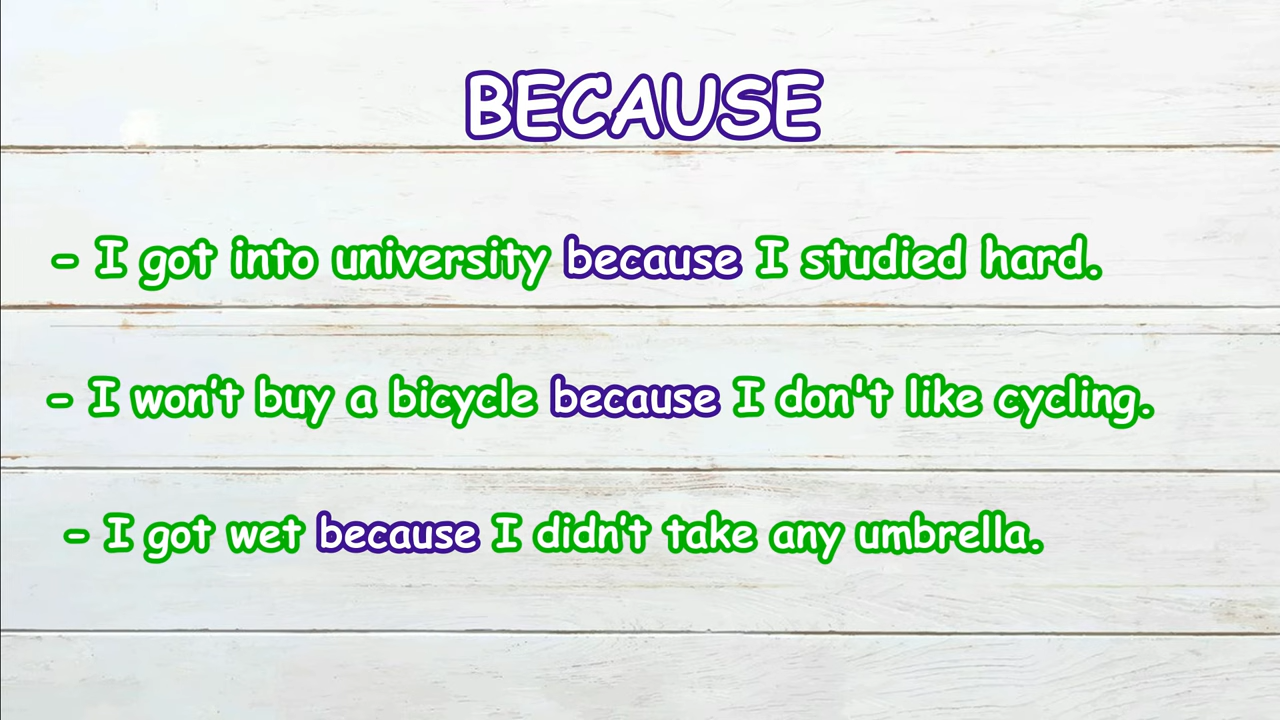 BECAUSE
- I got into university because I studied hard.
- I won't buy a bicycle because I don't like cycling.
- I got wet because I didn't take any umbrella.